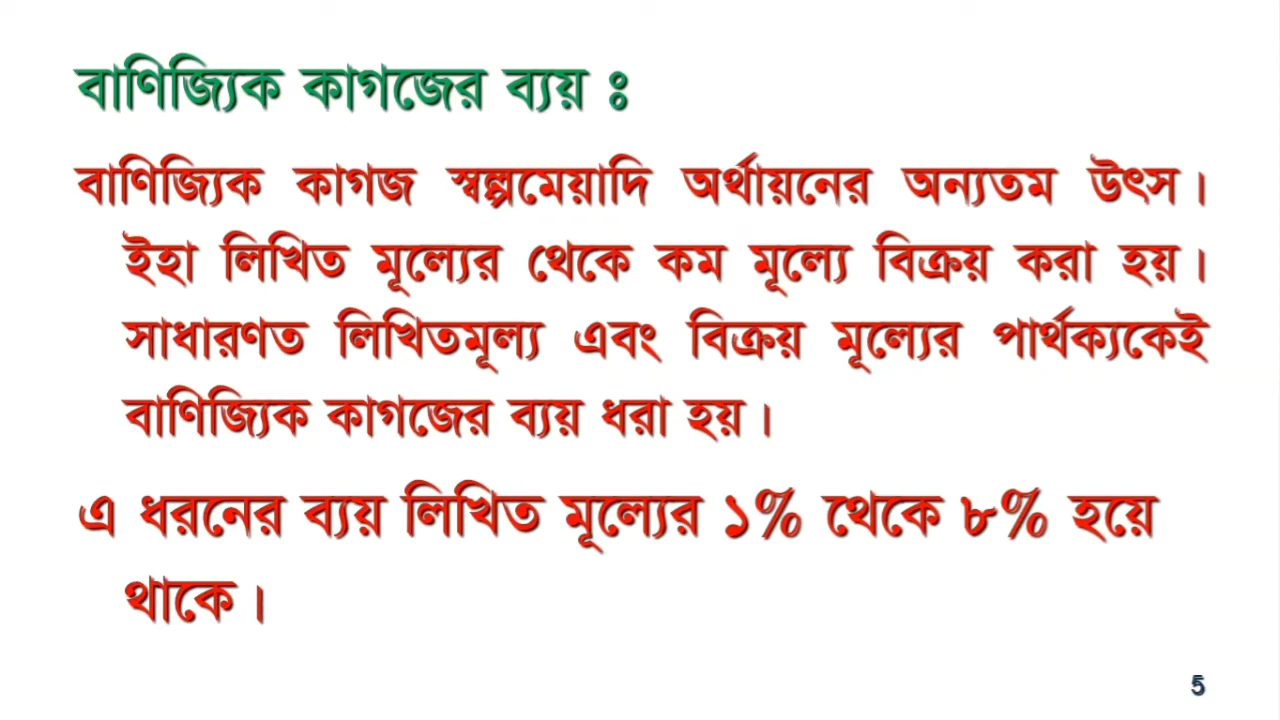 বাণিজ্যিক কাগজের ব্যয় ঃ
বাণিজ্যিক কাগজ স্বল্পমেয়াদি অর্থায়নের অন্যতম উৎস।
ইহা লিখিত মূল্যের থেকে কম মূল্যে বিক্রয় করা হয়।
সাধারণত লিখিতমূল্য এবং বিক্রয় মূল্যের পার্থক্যকেই
বাণিজ্যিক কাগজের ব্যয় ধরা হয়।
এ ধরনের ব্যয় লিখিত মূল্যের ১% থেকে ৮% হয়ে
থাকে।
5